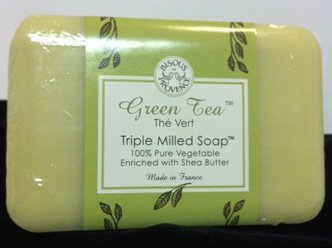 BISOUS
DE
PROVENCE
Green Tea™
Thé Vert
Triple Milled Soap™
100% Pure Vegetable
Enriched with Shea Butter
Made in France